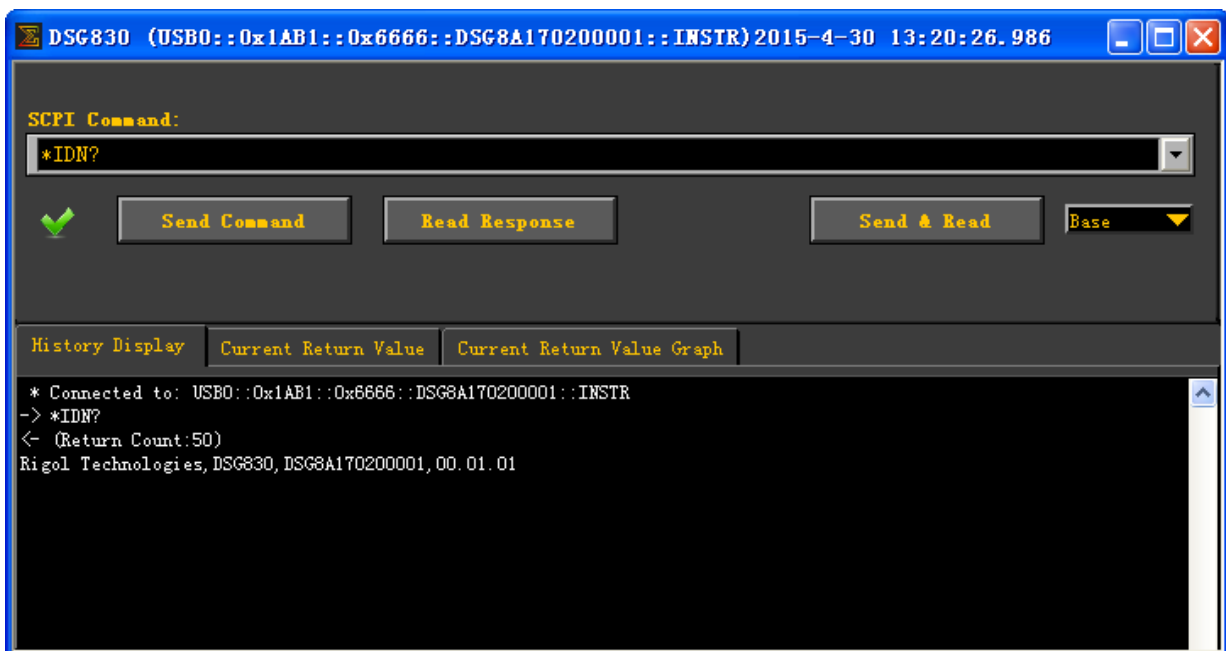 DSG830 (USB0::0x1AB1::0x6666::DSG8A170200001::INSTR)2015-4-30 13:20:26.986
SCPI Command:
*IDN?
Send Command Read Response Send & Read Base
History Display Current Return Value Current Return Value Graph
* Connected to: USB0::0x1AB1::0x6666::DSG8A170200001::INSTR
-> *IDN?
<- (Return Count:50)
Rigol Technologies,DSG830,DSG8A170200001,00.01.01